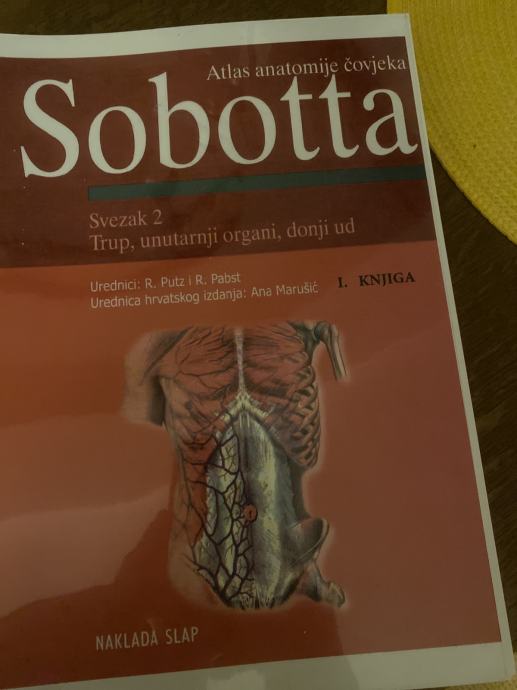 Atlas anatomije čovjeka
Sobotta
Svezak 2
Trup, unutarnji organi, donji ud
Urednici: R. Putz i R. Pabst
Urednica hrvatskog izdanja: Ana Marušić
I. KNJIGA
NAKLADA SLAP